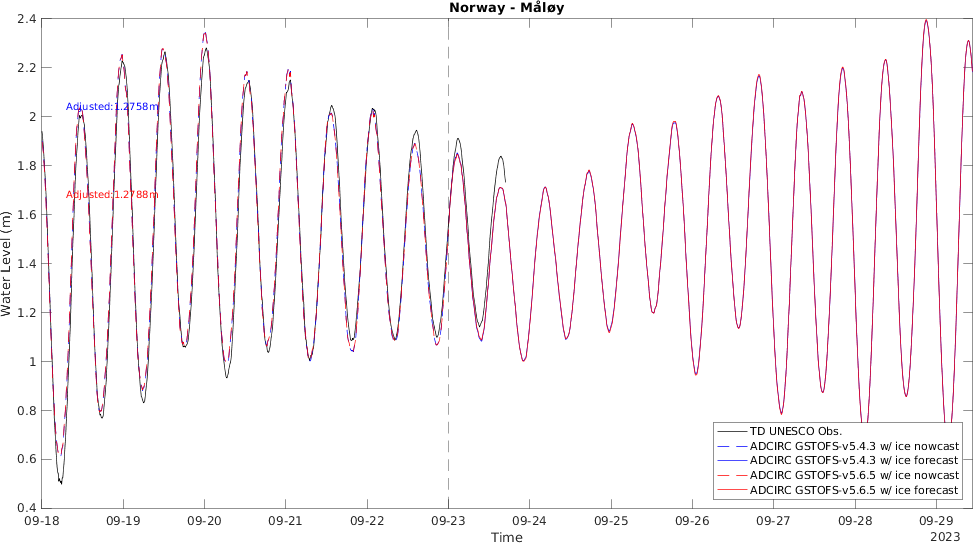 Norway - Måløy
2.4
2.2
2
1.8
1.6
1.4
1.2
1
0.8
0.6
0.4
Water Level (m)
Adjusted:1.2758m
Adjusted:1.2788m
TD UNESCO Obs.
ADCIRC GSTOFS-v5.4.3 w/ ice nowcast
ADCIRC GSTOFS-v5.4.3 w/ ice forecast
ADCIRC GSTOFS-v5.6.5 w/ ice nowcast
ADCIRC GSTOFS-v5.6.5 w/ ice forecast
09-18 09-19 09-20 09-21 09-22 09-23 09-24 09-25 09-26 09-27 09-28 09-29
Time
2023